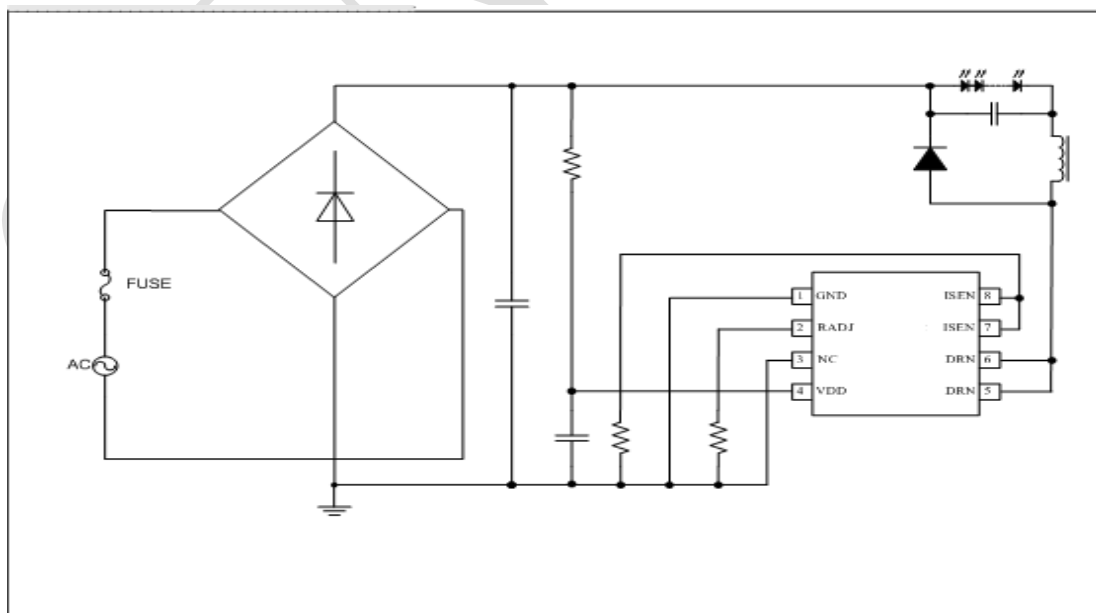 FUSE
AC
1 GND
ISEN 8
2 RADJ
ISEN 7
3 NC
DRN 6
4 VDD
DRN 5